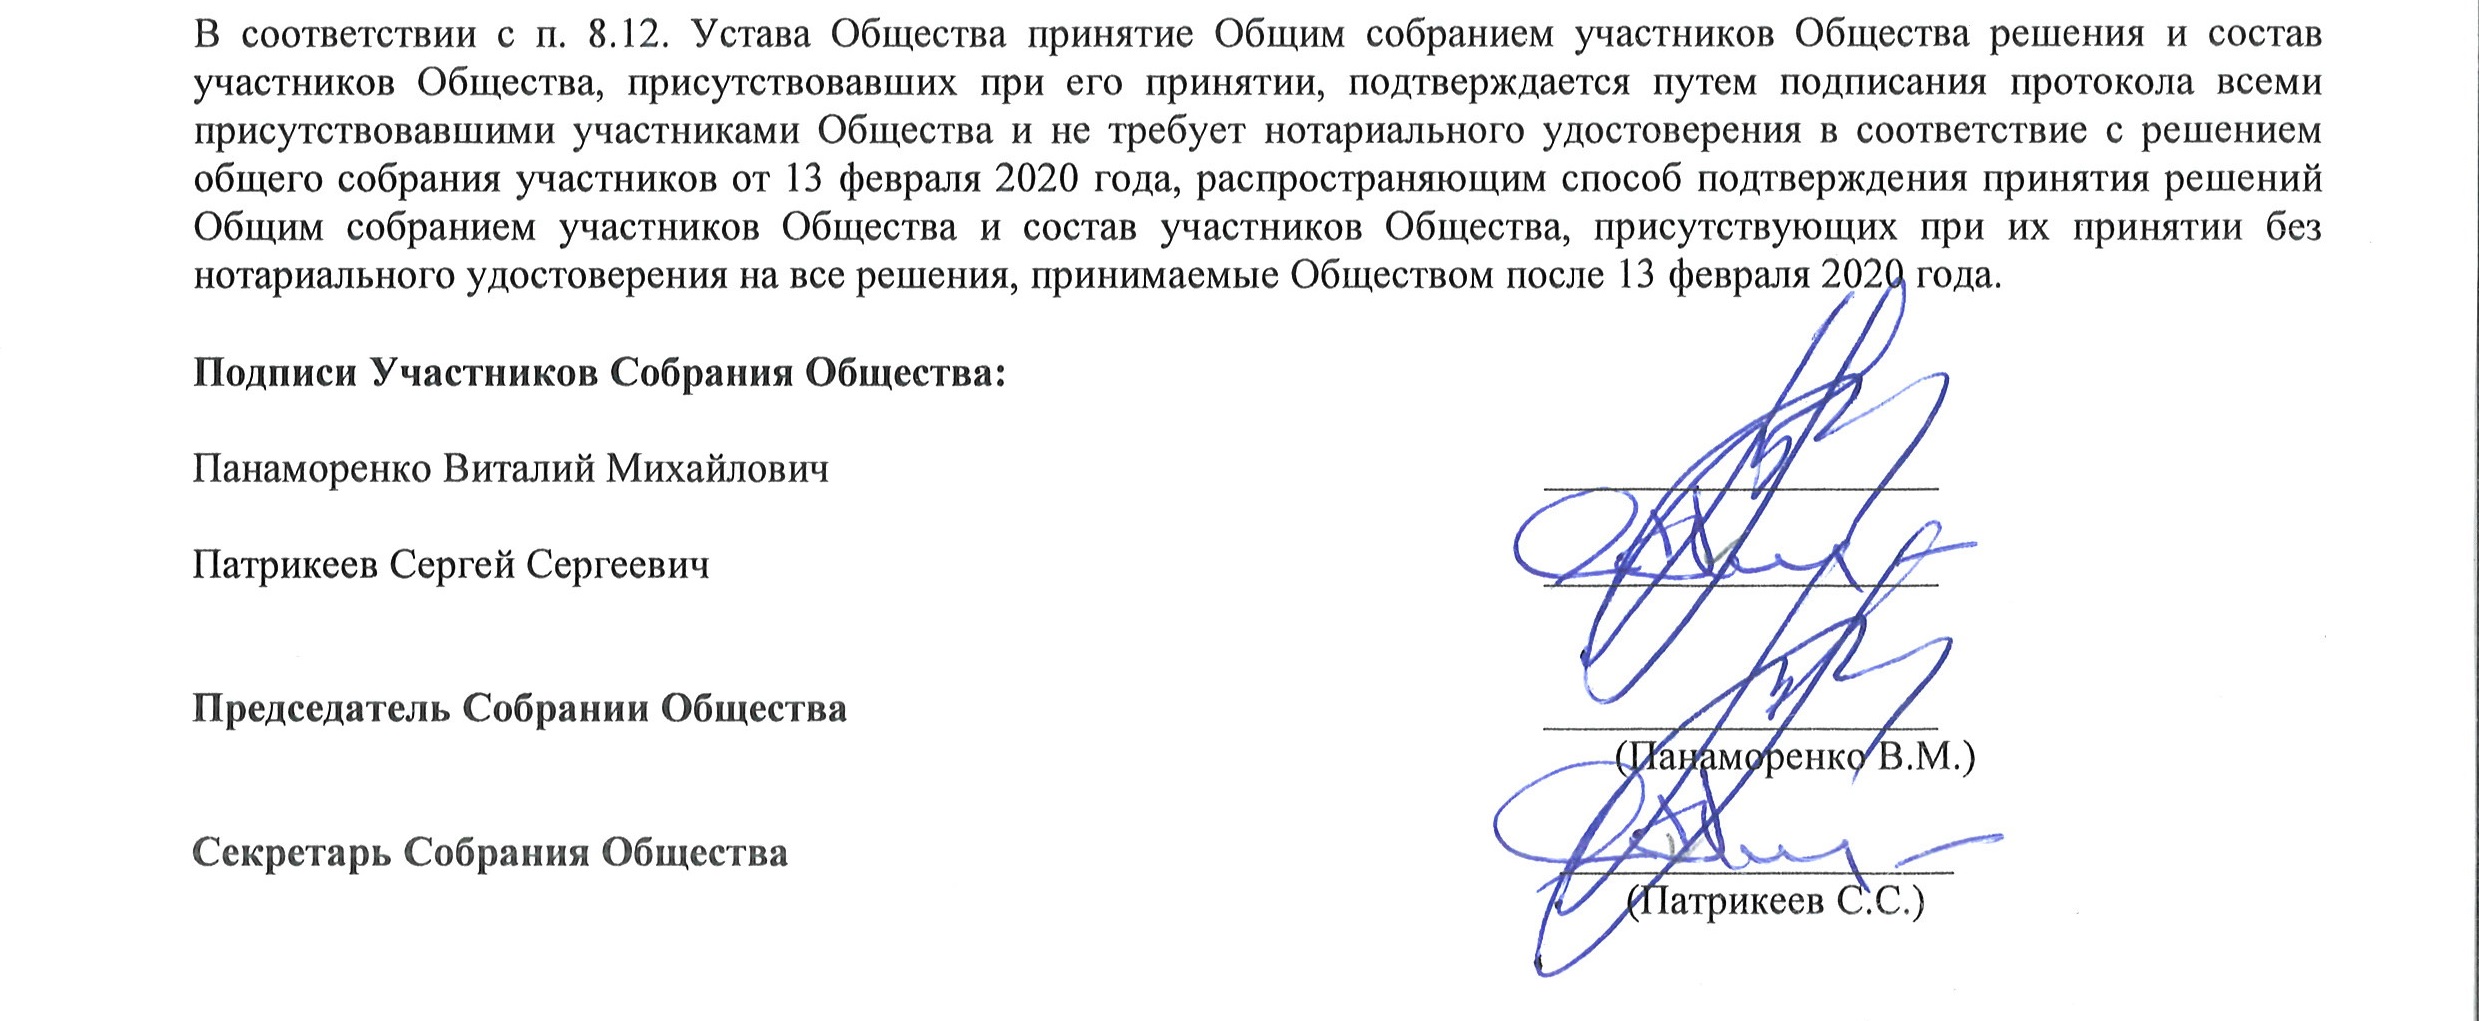 В соответствии с п. 8.12. Устава Общества принятие Общим собранием участников Общества решения и состав
участников Общества, присутствовавших при его принятии, подтверждается путем подписания протокола всеми
присутствовавшими участниками Общества и не требует нотариального удостоверения в соответствие с решением
общего собрания участников от 13 февраля 2020 года, распространяющим способ подтверждения принятия решений
Общим собранием участников Общества и состав участников Общества, присутствующих при их принятии без
нотариального удостоверения на все решения, принимаемые Обществом после 13 февраля 2020 года.
Подписи Участников Собрания Общества:
Панаморенко Виталий Михайлович
Патрикеев Сергей Сергеевич
Председатель Собрании Общества
(Панаморенко В.М.)
Секретарь Собрания Общества
(Патрикеев С.С.)